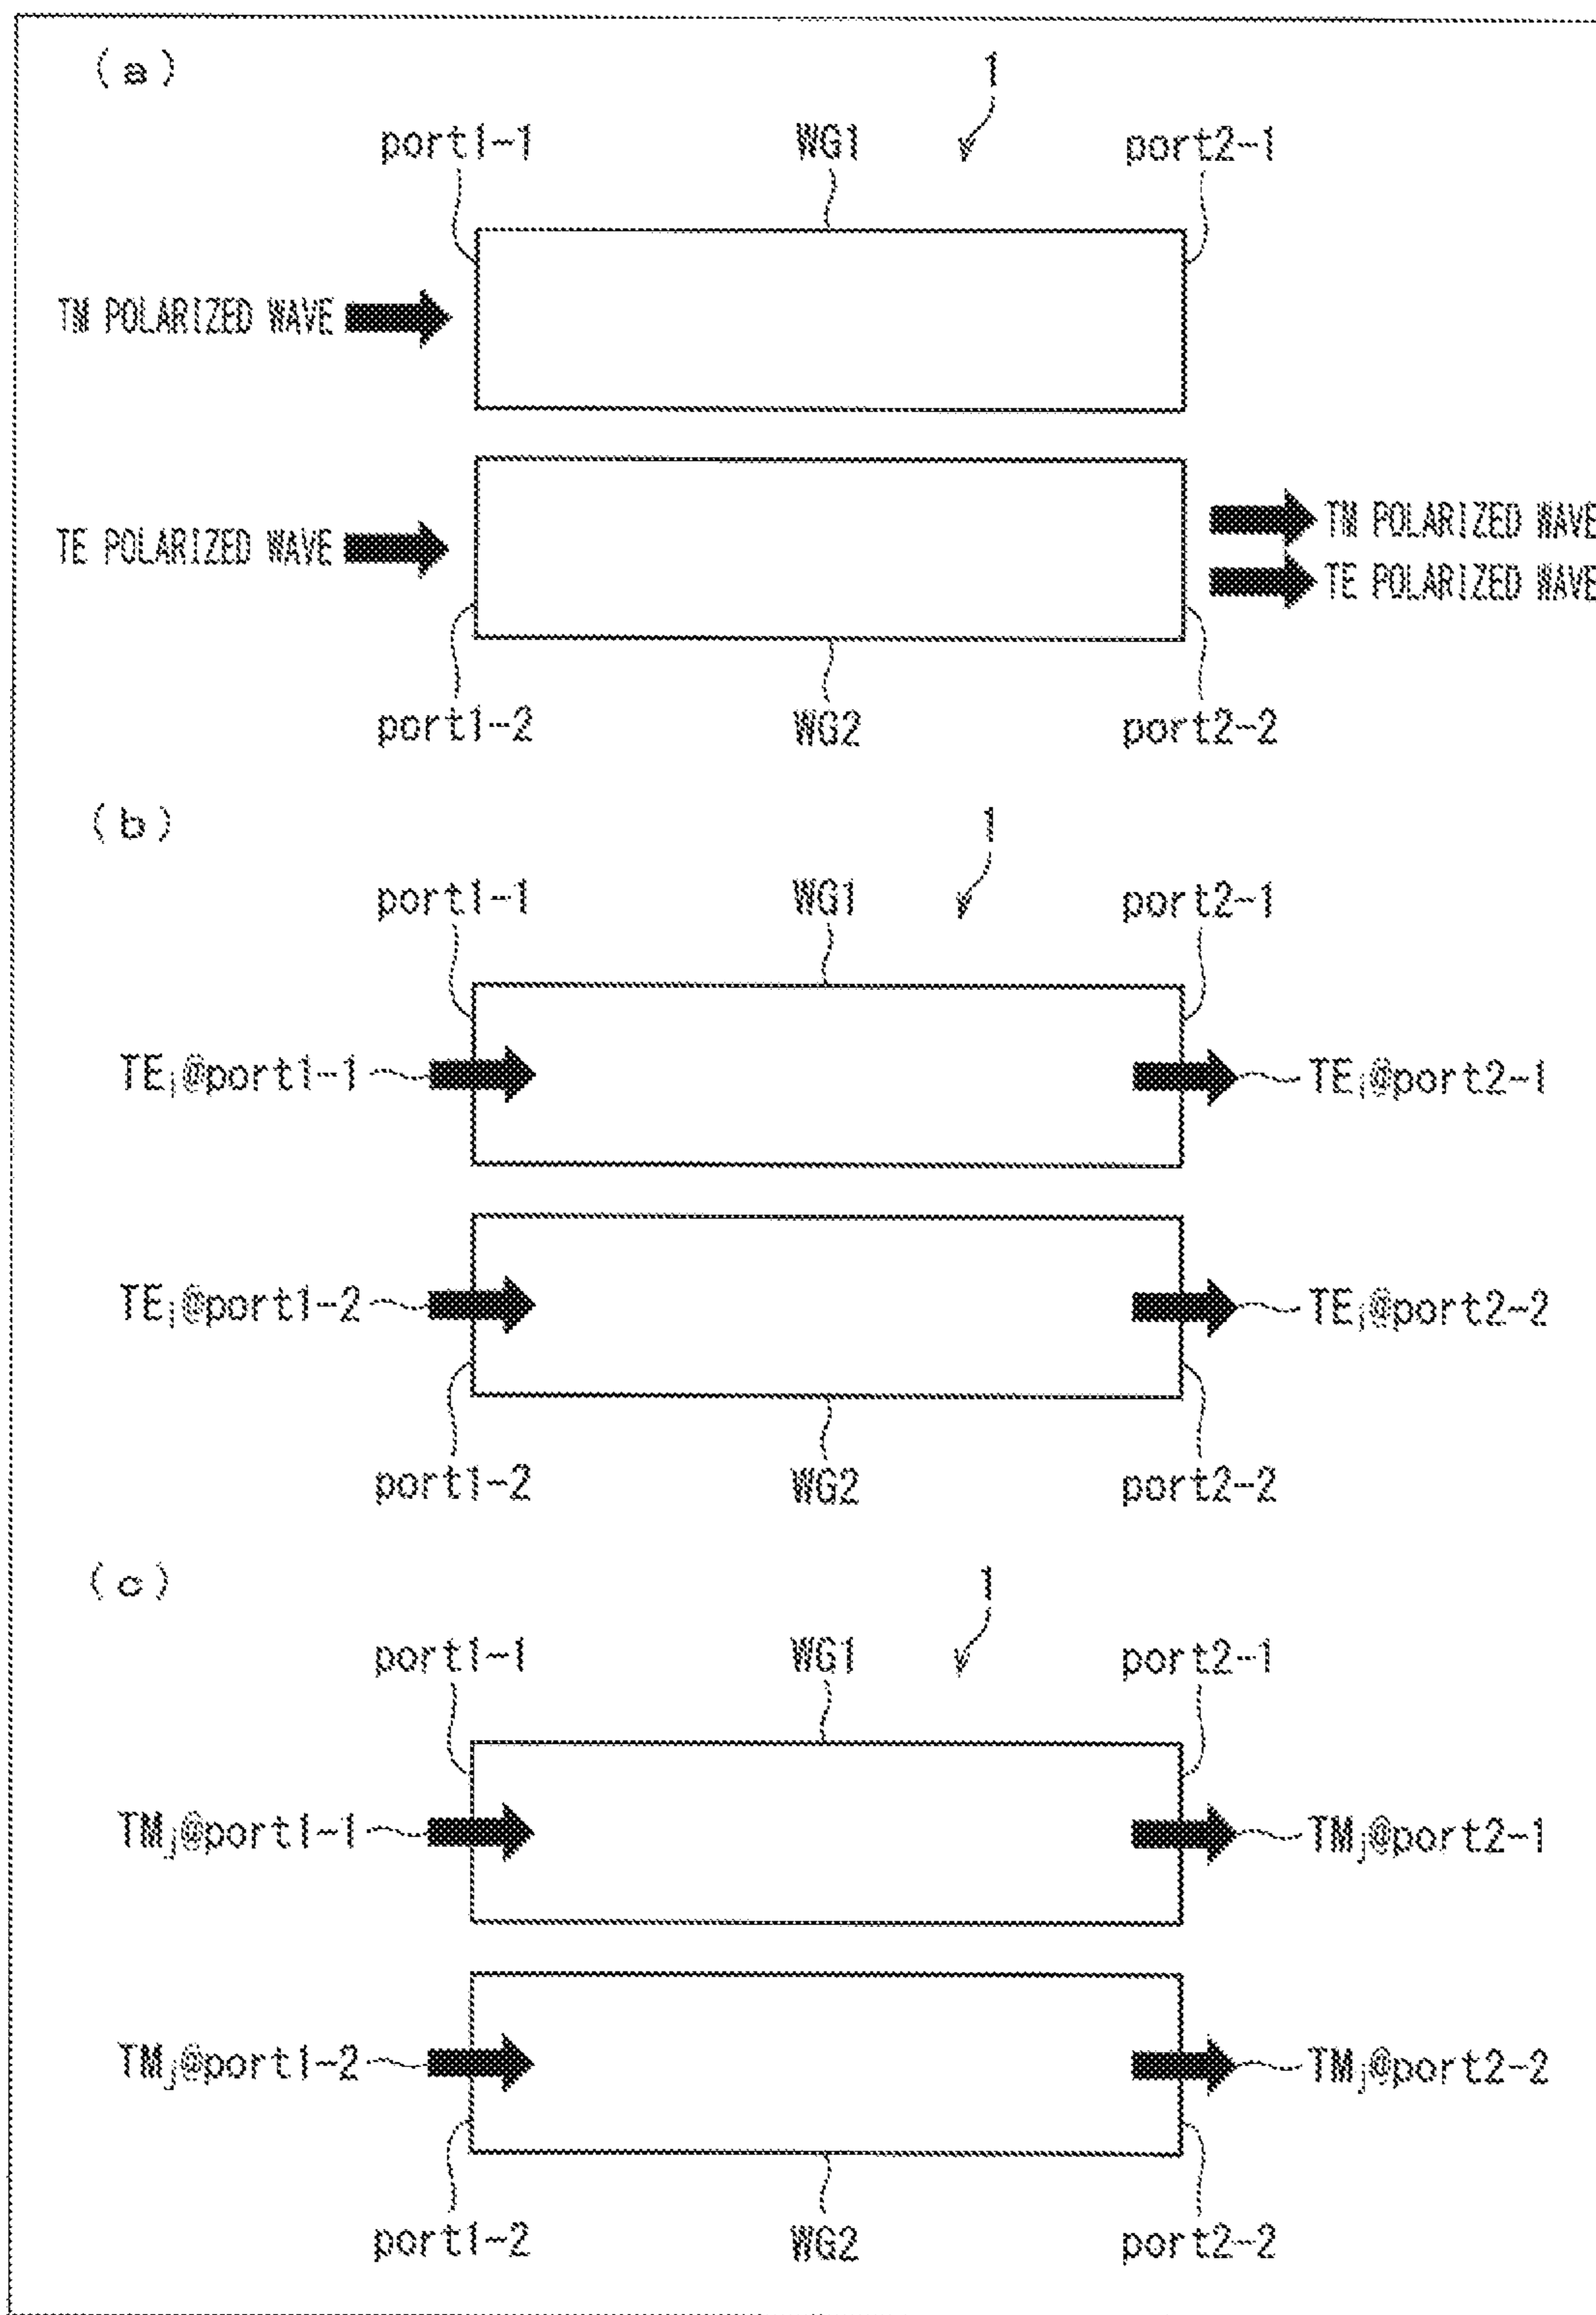 (a)
1
port1-1 WG1 port2-1
TM POLARIZED WAVE
TE POLARIZED WAVE
TM POLARIZED WAVE
TE POLARIZED WAVE
port1-2 WG2 port2-2
(b)
1
port1-1 WG1 port2-1
TEi@port1-1 TEi@port2-1
TEi@port1-2 TEi@port2-2
port1-2 WG2 port2-2
(c)
1
port1-1 WG1 port2-1
TMj@port1-1 TMj@port2-1
TMj@port1-2 TMj@port2-2
port1-2 WG2 port2-2